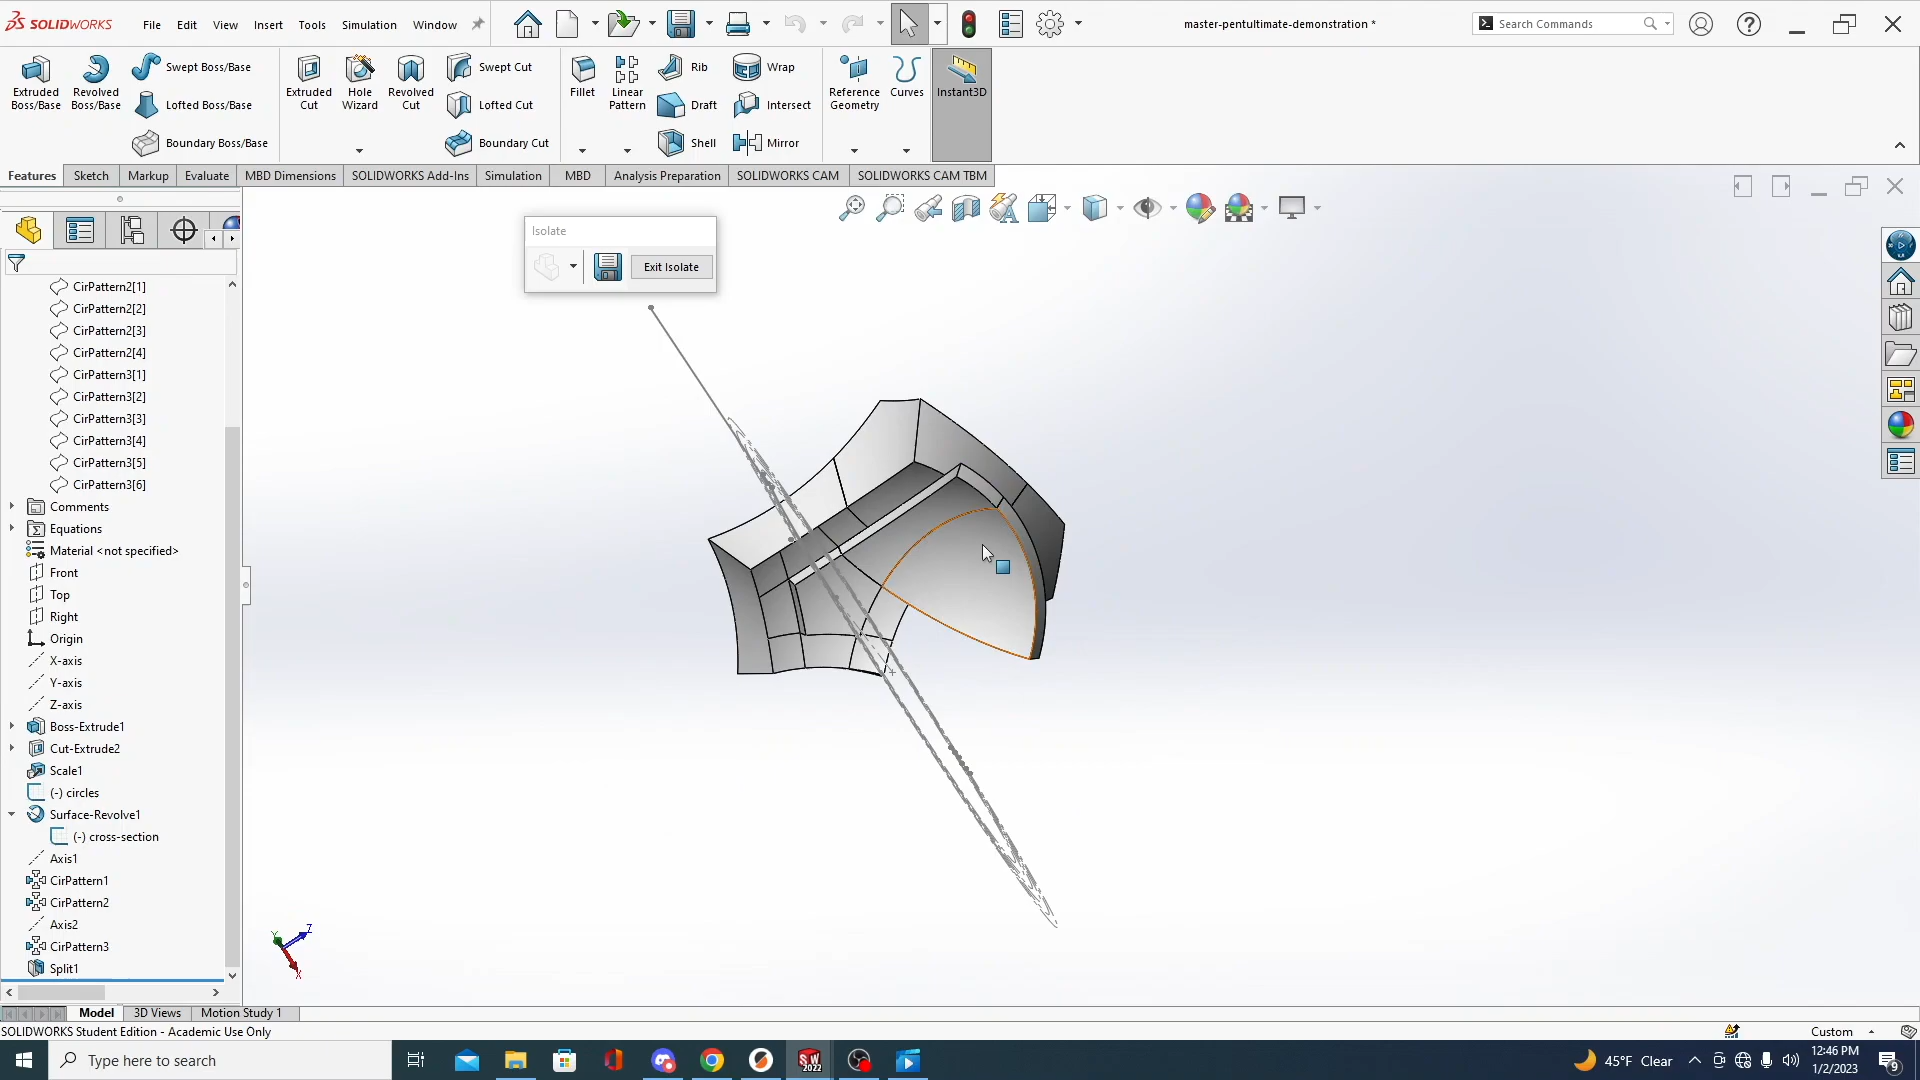 SOLIDWORKS
File Edit View Insert Tools Simulation Window
master-pentultimate-demonstration *
Search Commands
Extruded Boss/Base
Revolved Boss/Base
Swept Boss/Base
Lofted Boss/Base
Boundary Boss/Base
Extruded Cut
Hole Wizard
Revolved Cut
Swept Cut
Lofted Cut
Boundary Cut
Fillet
Linear Pattern
Rib
Draft
Shell
Wrap
Intersect
Mirror
Reference Geometry
Curves
Instant3D
Features Sketch Markup Evaluate MBD Dimensions SOLIDWORKS Add-Ins Simulation MBD Analysis Preparation SOLIDWORKS CAM SOLIDWORKS CAM TBM
Isolate
Exit Isolate
CirPattern2[1]
CirPattern2[2]
CirPattern2[3]
CirPattern2[4]
CirPattern3[1]
CirPattern3[2]
CirPattern3[3]
CirPattern3[4]
CirPattern3[5]
CirPattern3[6]
Comments
Equations
Material <not specified>
Front
Top
Right
Origin
X-axis
Y-axis
Z-axis
Boss-Extrude1
Cut-Extrude2
Scale1
(-) circles
Surface-Revolve1
(-) cross-section
Axis1
CirPattern1
CirPattern2
Axis2
CirPattern3
Split1
Y Z
X
Model 3D Views Motion Study 1
SOLIDWORKS Student Edition - Academic Use Only
Custom
Type here to search
SW 2022
45°F Clear
12:46 PM
1/2/2023
9